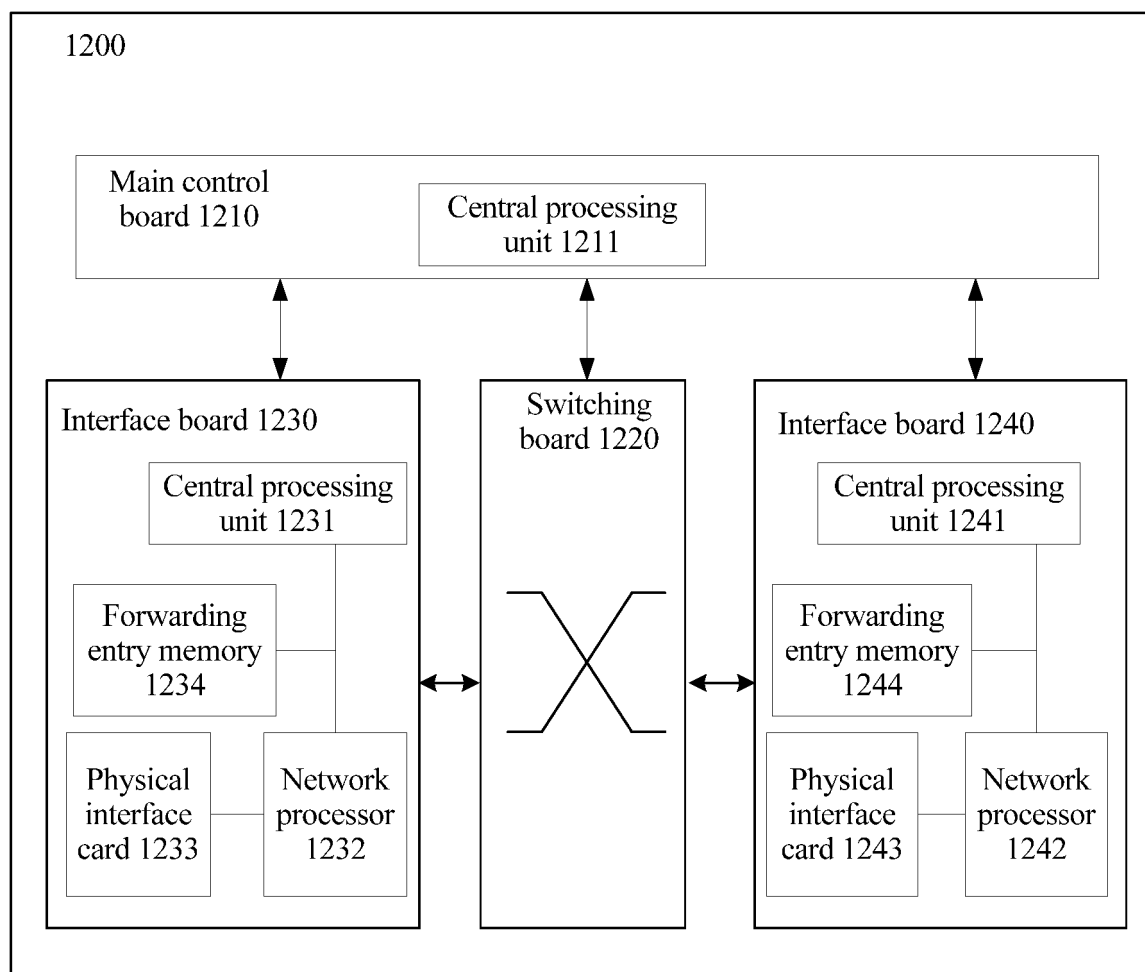 1200
Main control
board 1210
Central processing
unit 1211
Interface board 1230
Central processing
unit 1231
Forwarding
entry memory
1234
Physical
interface
card 1233
Network
processor
1232
Switching
board 1220
Interface board 1240
Central processing
unit 1241
Forwarding
entry memory
1244
Physical
interface
card 1243
Network
processor
1242